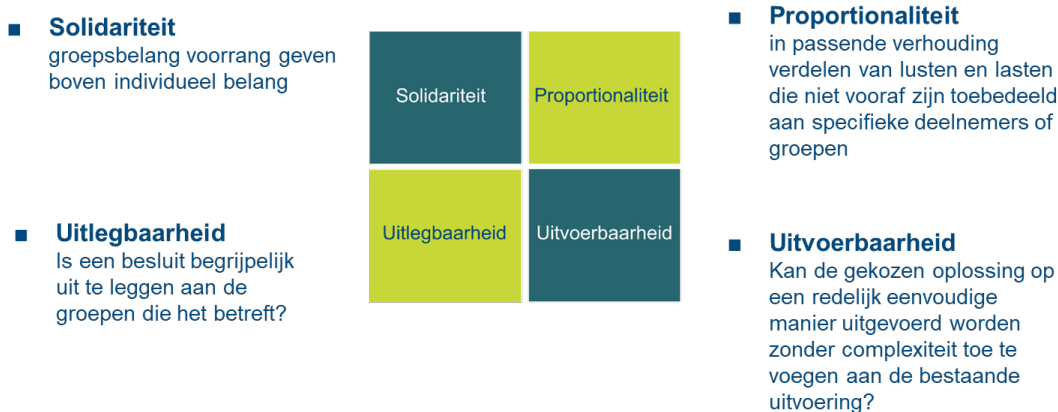 ■ Solidariteit
groepsbelang voorrang geven
boven individueel belang
■ Uitlegbaarheid
Is een besluit begrijpelijk
uit te leggen aan de
groepen die het betreft?
Solidariteit
Proportionaliteit
Uitlegbaarheid
Uitvoerbaarheid
■ Proportionaliteit
in passende verhouding
verdelen van lusten en lasten
die niet vooraf zijn toebedeeld
aan specifieke deelnemers of
groepen
■ Uitvoerbaarheid
Kan de gekozen oplossing op
een redelijk eenvoudige
manier uitgevoerd worden
zonder complexiteit toe te
voegen aan de bestaande
uitvoering?